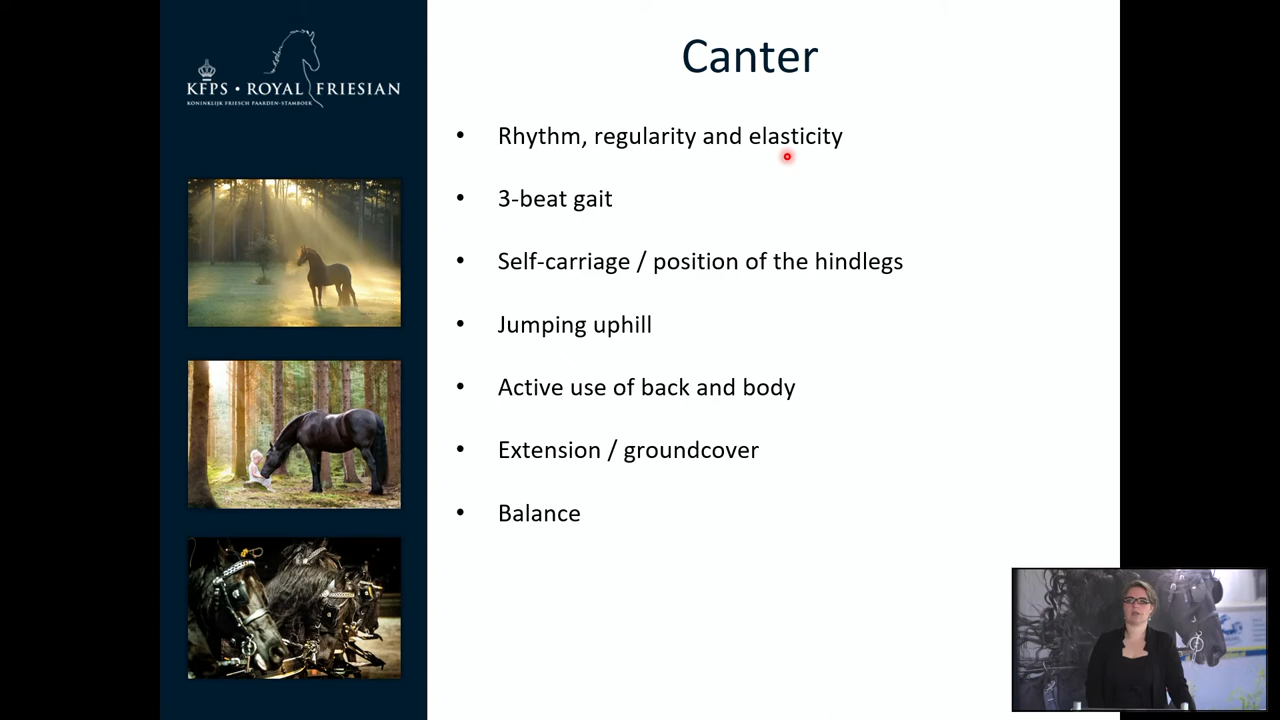 KFPS • ROYAL FRIESIAN
KONINKLIJK FRIESCH PAARDEN-STAMBOEK
Canter
• Rhythm, regularity and elasticity
• 3-beat gait
• Self-carriage / position of the hindlegs
• Jumping uphill
• Active use of back and body
• Extension / groundcover
• Balance